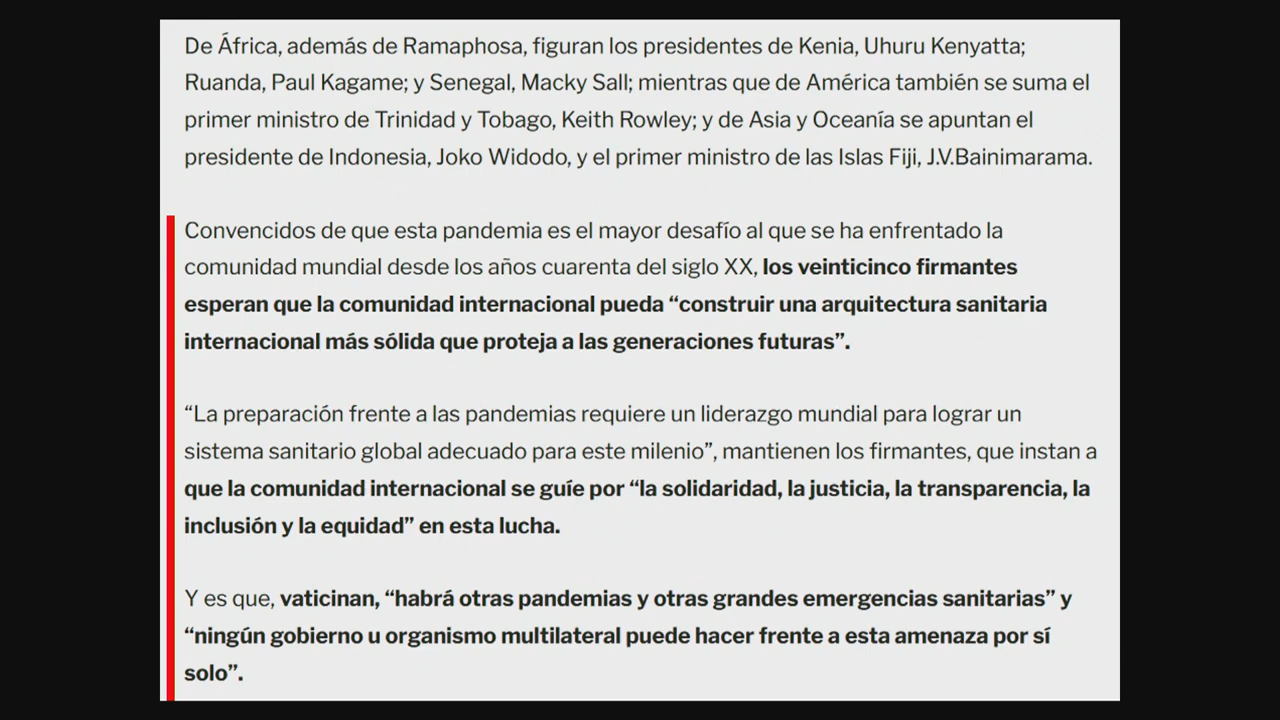 De África, además de Ramaphosa, figuran los presidentes de Kenia, Uhuru Kenyatta;
Ruanda, Paul Kagame; y Senegal, Macky Sall; mientras que de América también se suma el
primer ministro de Trinidad y Tobago, Keith Rowley; y de Asia y Oceanía se apuntan el
presidente de Indonesia, Joko Widodo, y el primer ministro de las Islas Fiji, J.V.Bainimarama.
Convencidos de que esta pandemia es el mayor desafío al que se ha enfrentado la
comunidad mundial desde los años cuarenta del siglo XX, los veinticinco firmantes
esperan que la comunidad internacional pueda “construir una arquitectura sanitaria
internacional más sólida que proteja a las generaciones futuras”.
“La preparación frente a las pandemias requiere un liderazgo mundial para lograr un
sistema sanitario global adecuado para este milenio”, mantienen los firmantes, que instan a
que la comunidad internacional se guíe por “la solidaridad, la justicia, la transparencia, la
inclusión y la equidad” en esta lucha.
Y es que, vaticinan, “habrá otras pandemias y otras grandes emergencias sanitarias” y
“ningún gobierno u organismo multilateral puede hacer frente a esta amenaza por sí
solo”.